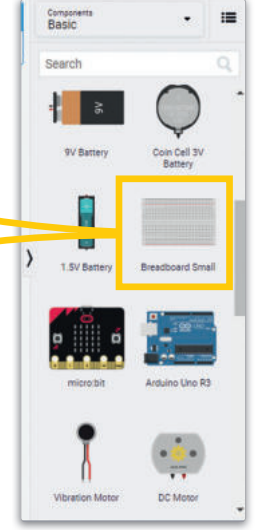 Components
Basic
Search
9V
9V Battery
Coin Cell 3V
Battery
1.5V Battery
Breadboard Small
micro:bit
Arduino Uno R3
Vibration Motor
DC Motor